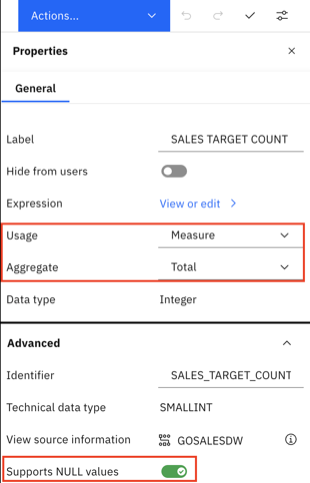 Actions...
Properties
General
Label SALES TARGET COUNT
Hide from users
Expression View or edit
Usage Measure
Aggregate Total
Data type Integer
Advanced
Identifier SALES_TARGET_COUNT
Technical data type SMALLINT
View source information GOSALESDW
Supports NULL values